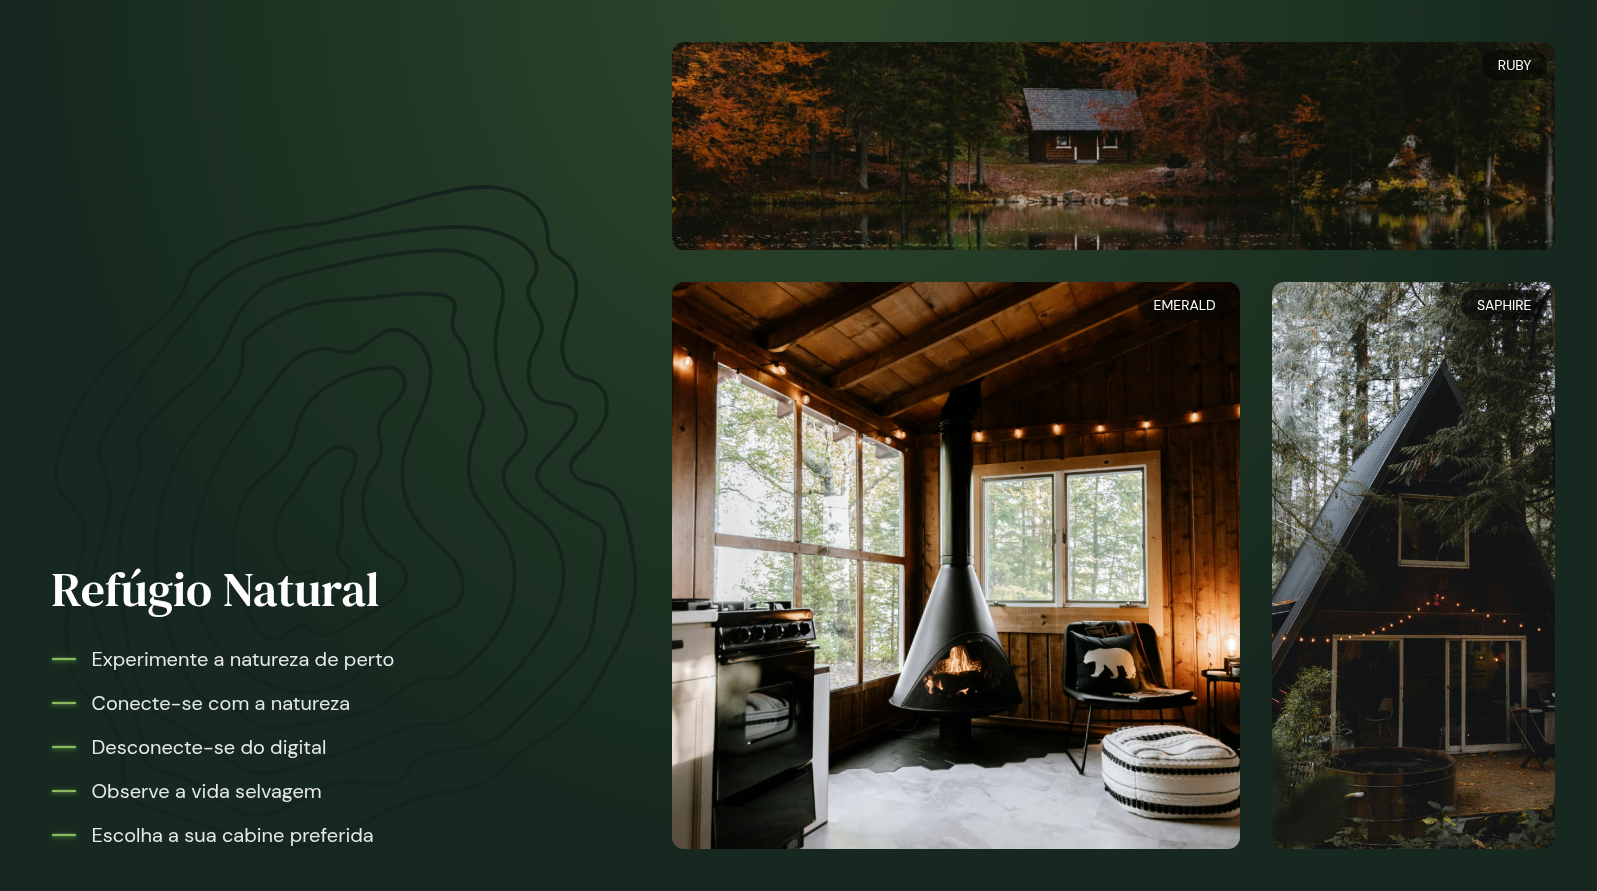 Refúgio Natural
Experimente a natureza de perto
Conecte-se com a natureza
Desconecte-se do digital
Observe a vida selvagem
Escolha a sua cabine preferida
RUBY
EMERALD
SAPHIRE